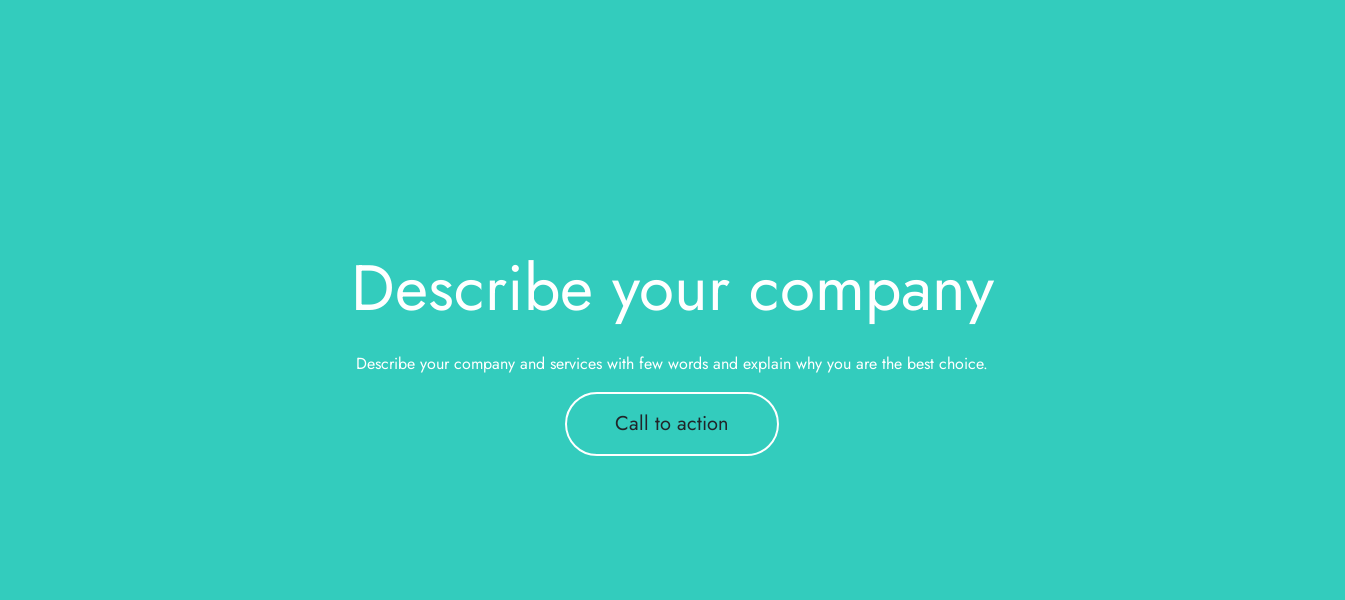 Describe your company
Describe your company and services with few words and explain why you are the best choice.
Call to action